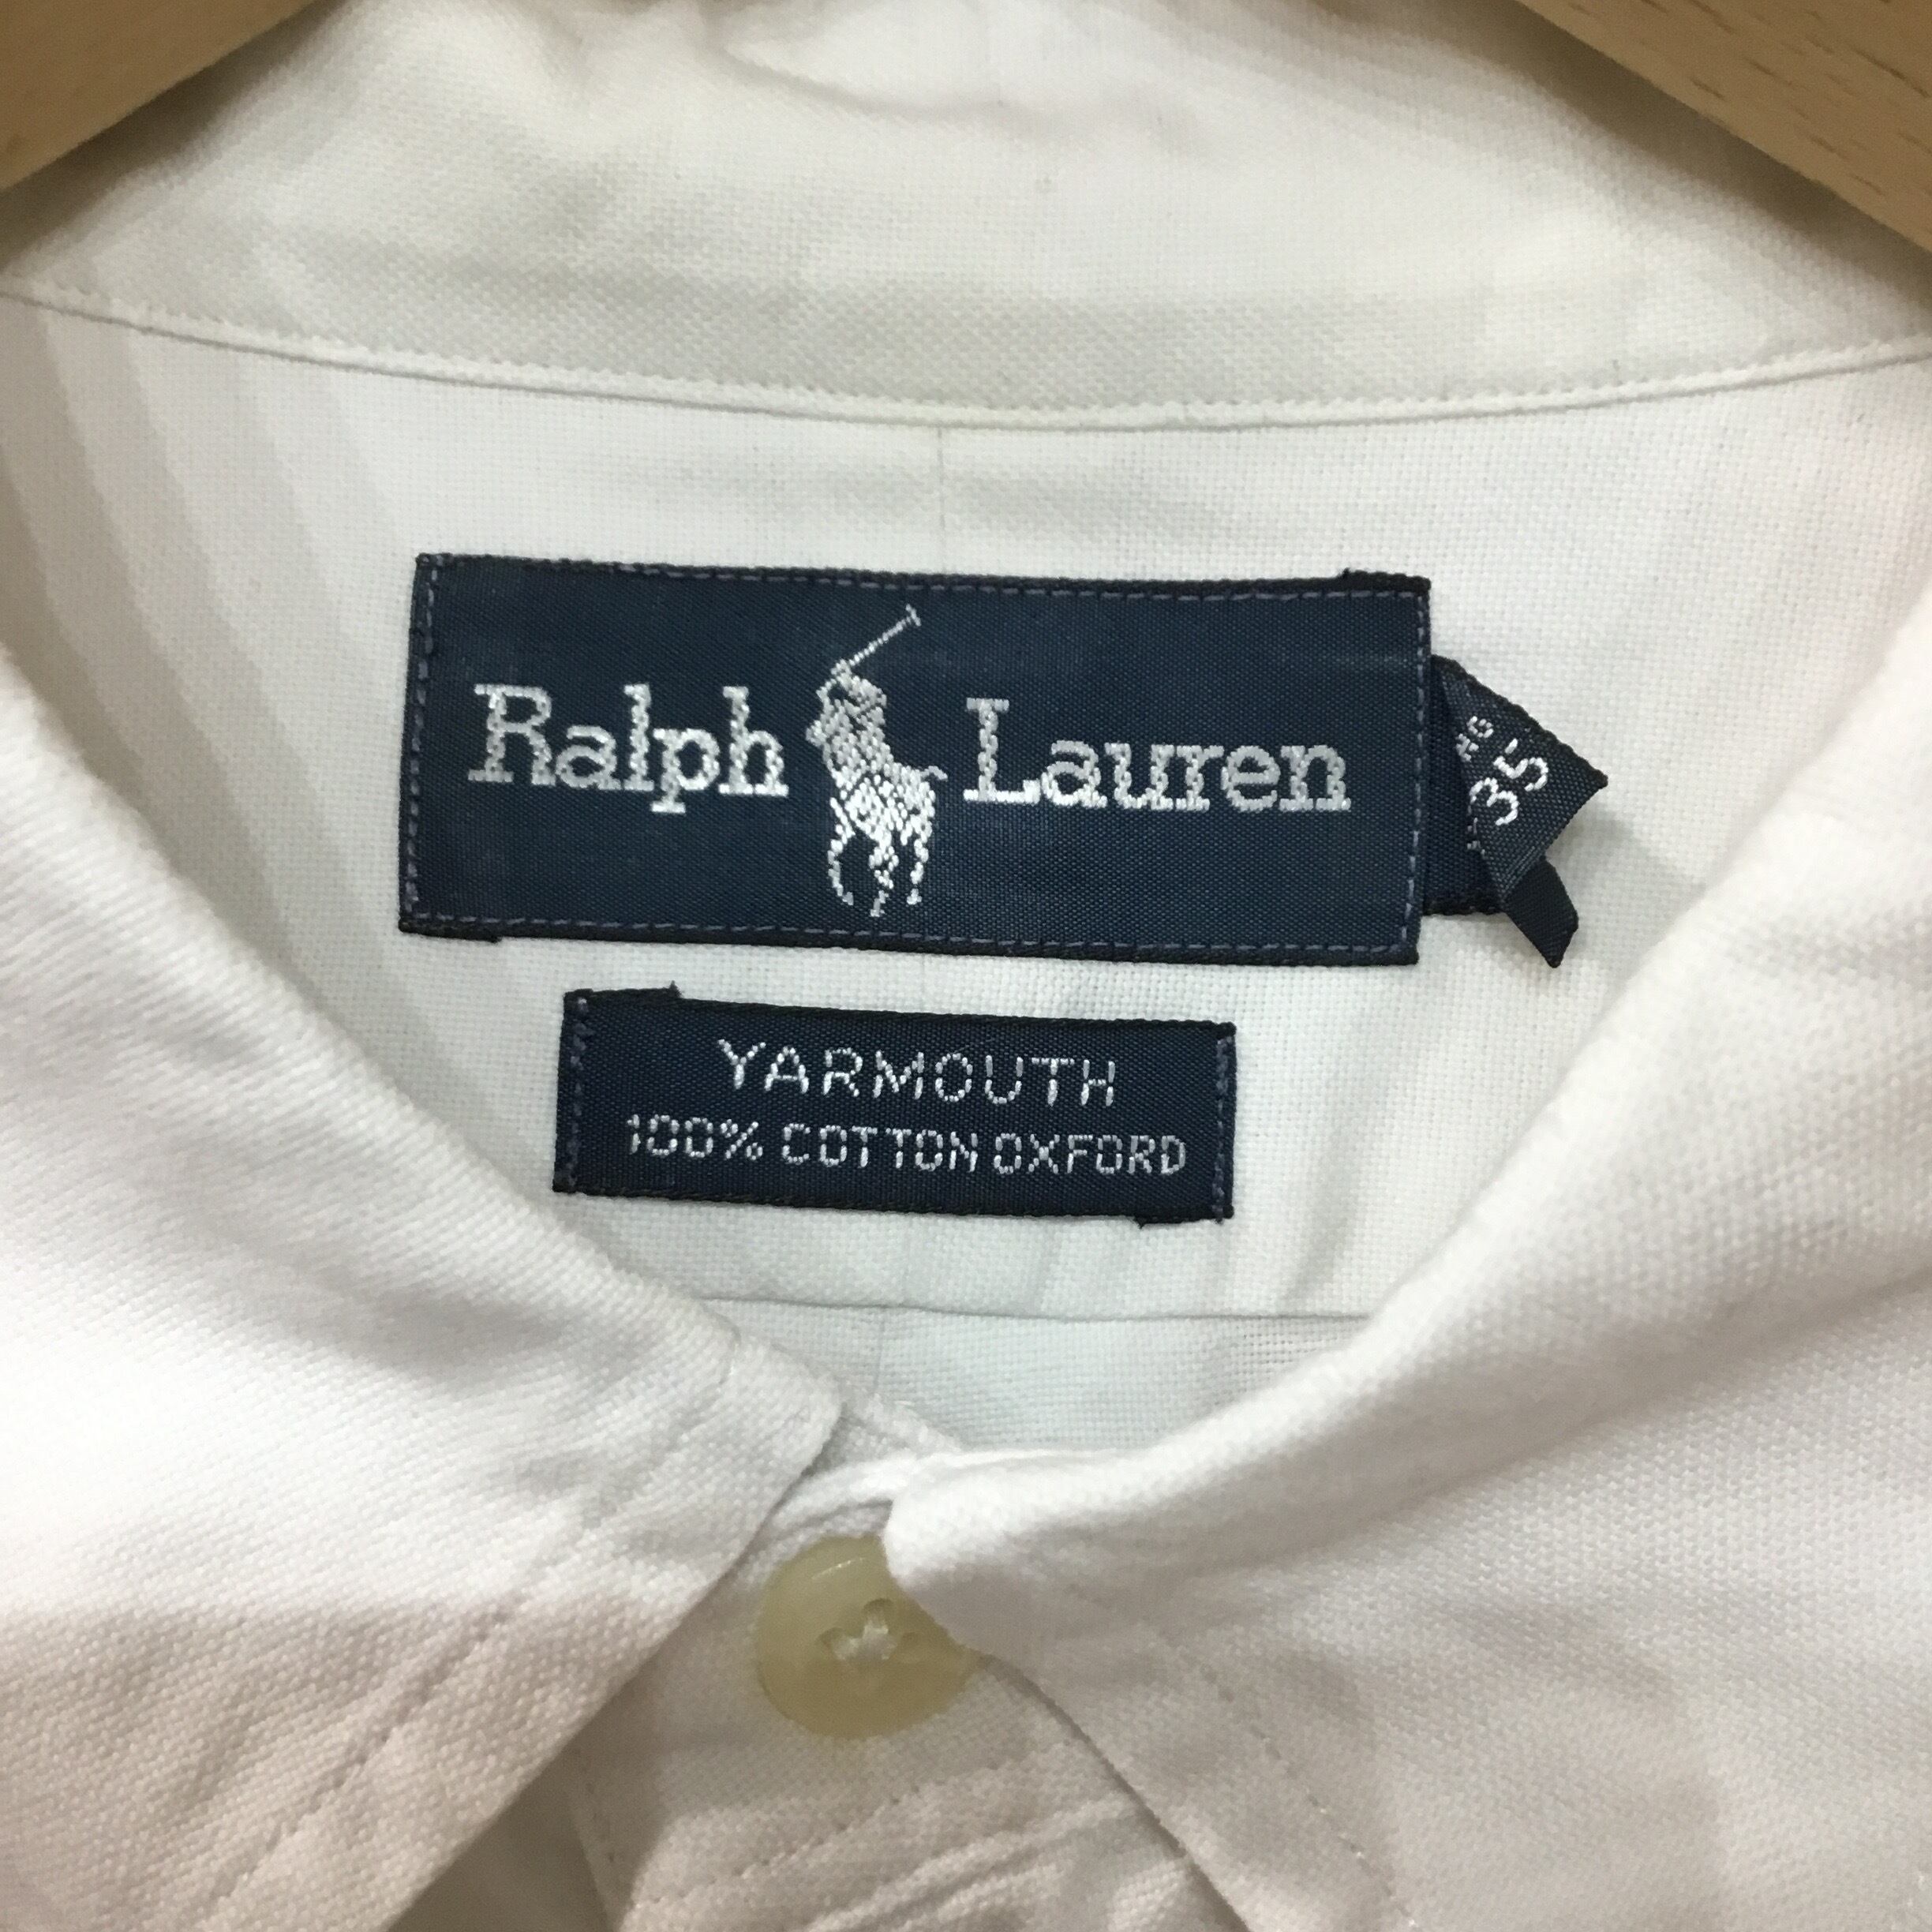 Ralph Lauren
35
YARMOUTH
100% COTTON OXFORD